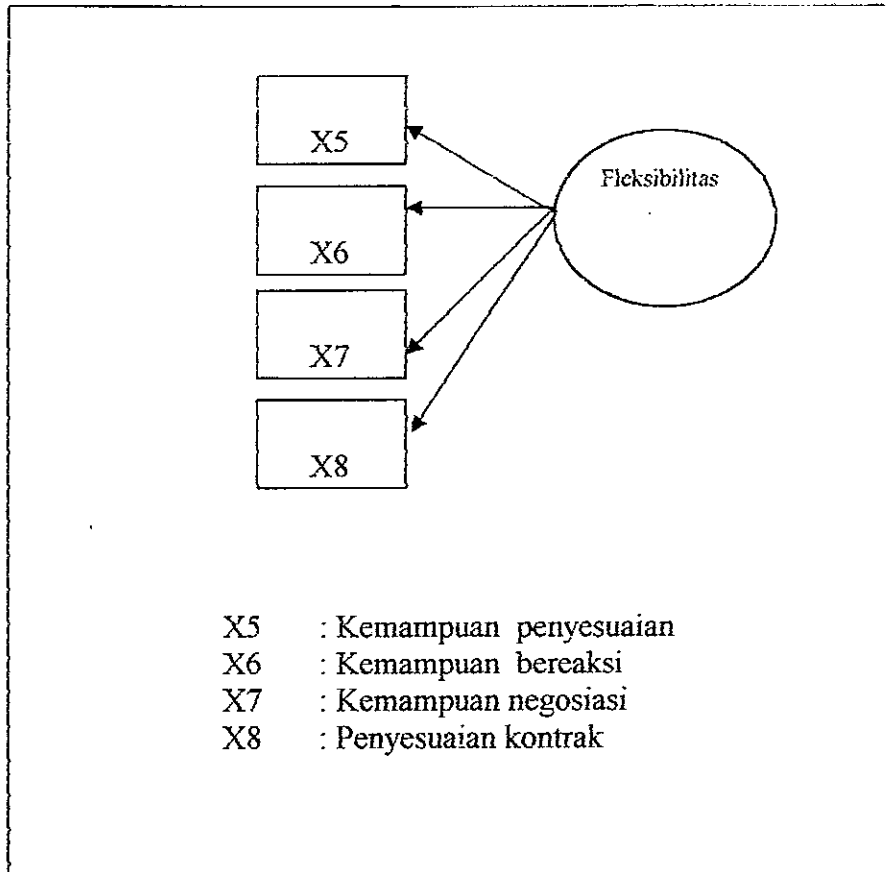 X5
Fleksibilitas
X6
X7
X8
X5 : Kemampuan penyesuaian
X6 : Kemampuan bereaksi
X7 : Kemampuan negosiasi
X8 : Penyesuaian kontrak